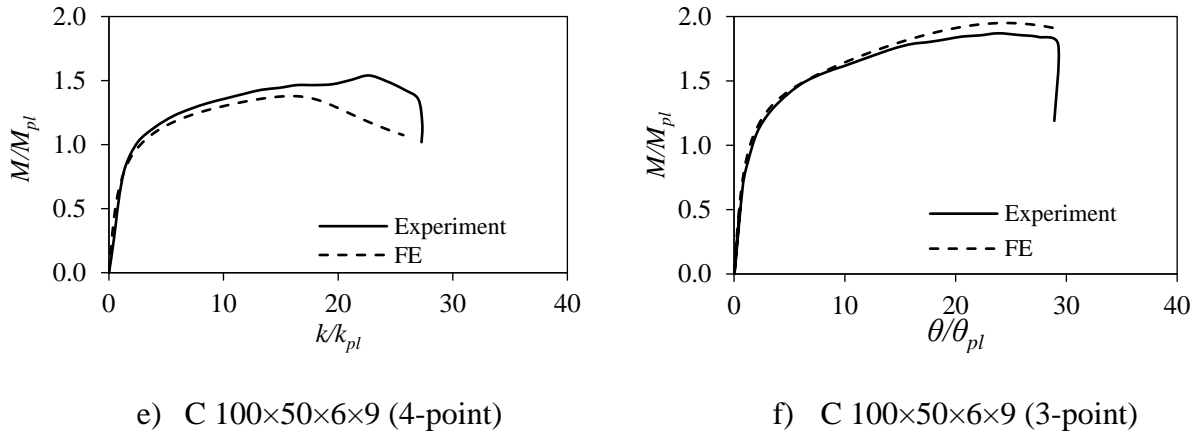 2.0
1.5
1.0
0.5
0.0
M/Mpl
Experiment
FE
0 10 20 30 40
k/kpl
e) C 100×50×6×9 (4-point)
2.0
1.5
1.0
0.5
0.0
M/Mpl
Experiment
FE
0 10 20 30 40
θ/θpl
f) C 100×50×6×9 (3-point)